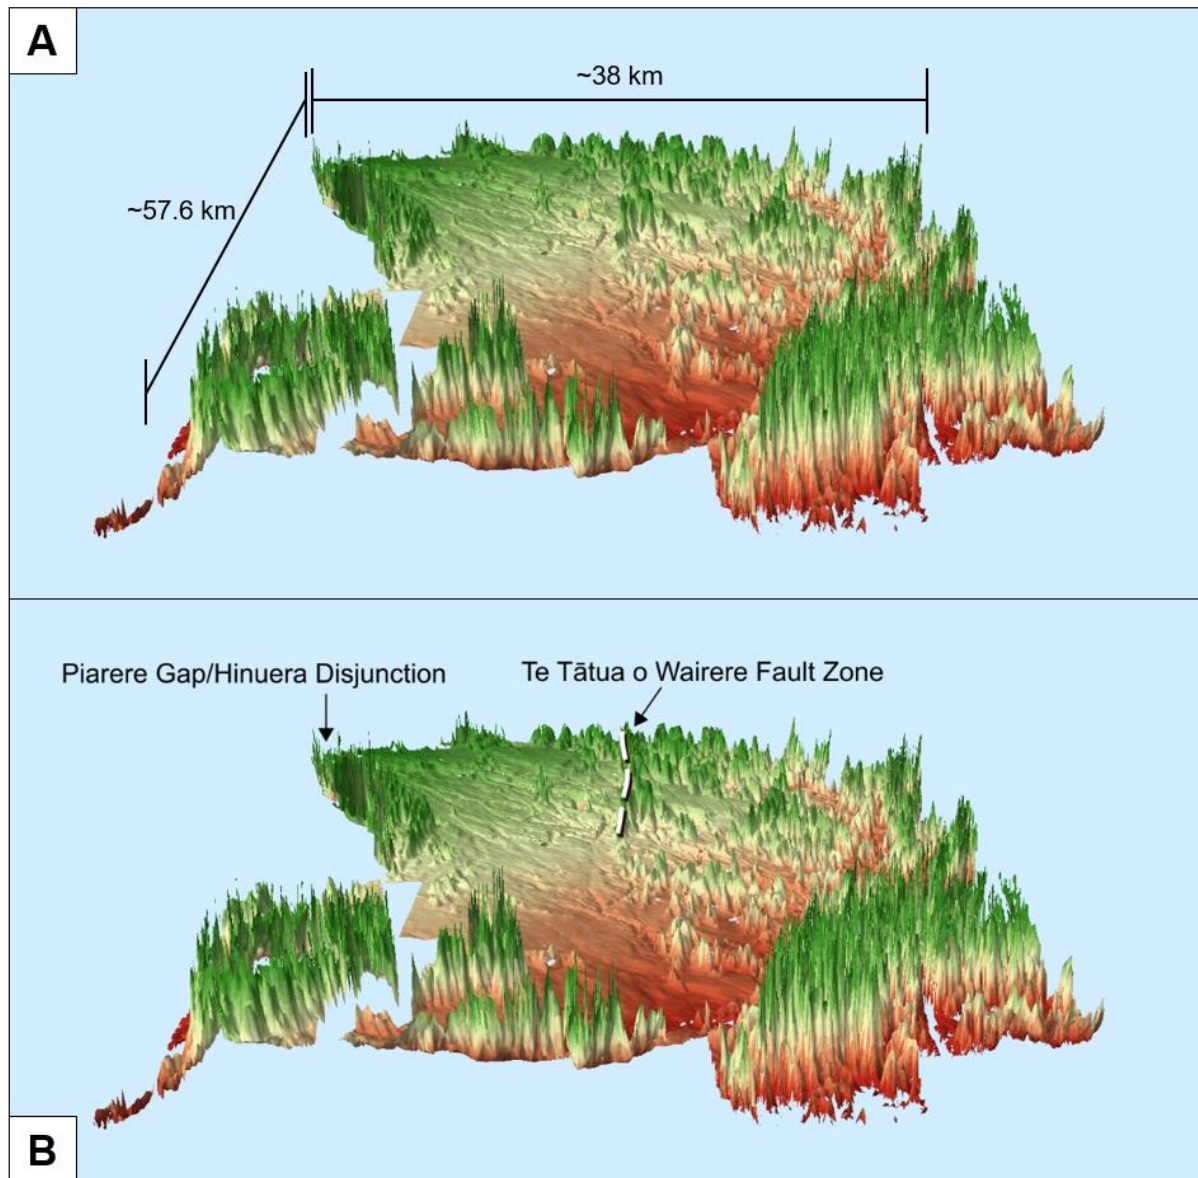 A
~38 km
~57.6 km
Piarere Gap/Hinuera Disjunction
Te Tātua o Wairere Fault Zone
B